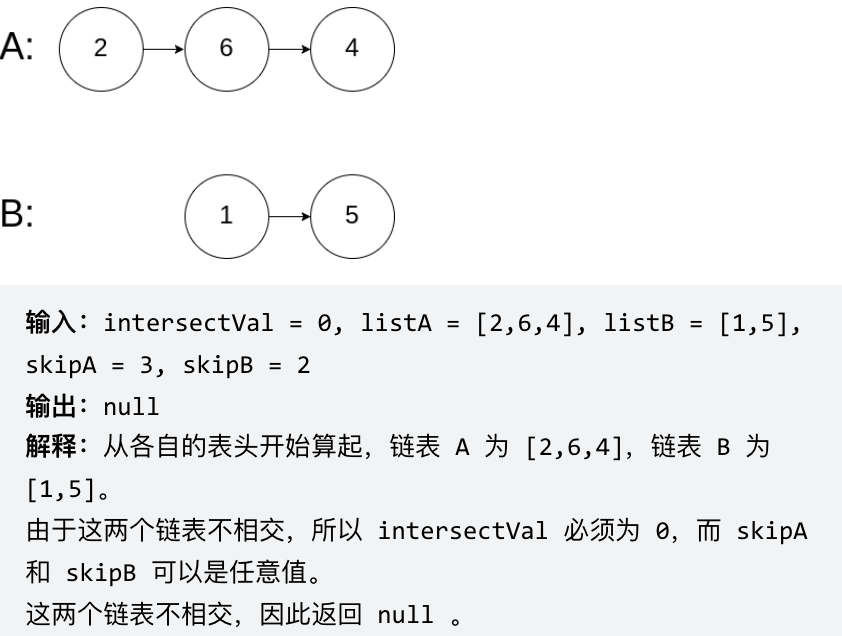 A: 2 6 4
B: 1 5
输入：intersectVal = 0, listA = [2,6,4], listB = [1,5],
skipA = 3, skipB = 2
输出：null
解释：从各自的表头开始算起，链表 A 为 [2,6,4]，链表 B 为
[1,5]。
由于这两个链表不相交，所以 intersectVal 必须为 0，而 skipA
和 skipB 可以是任意值。
这两个链表不相交，因此返回 null 。